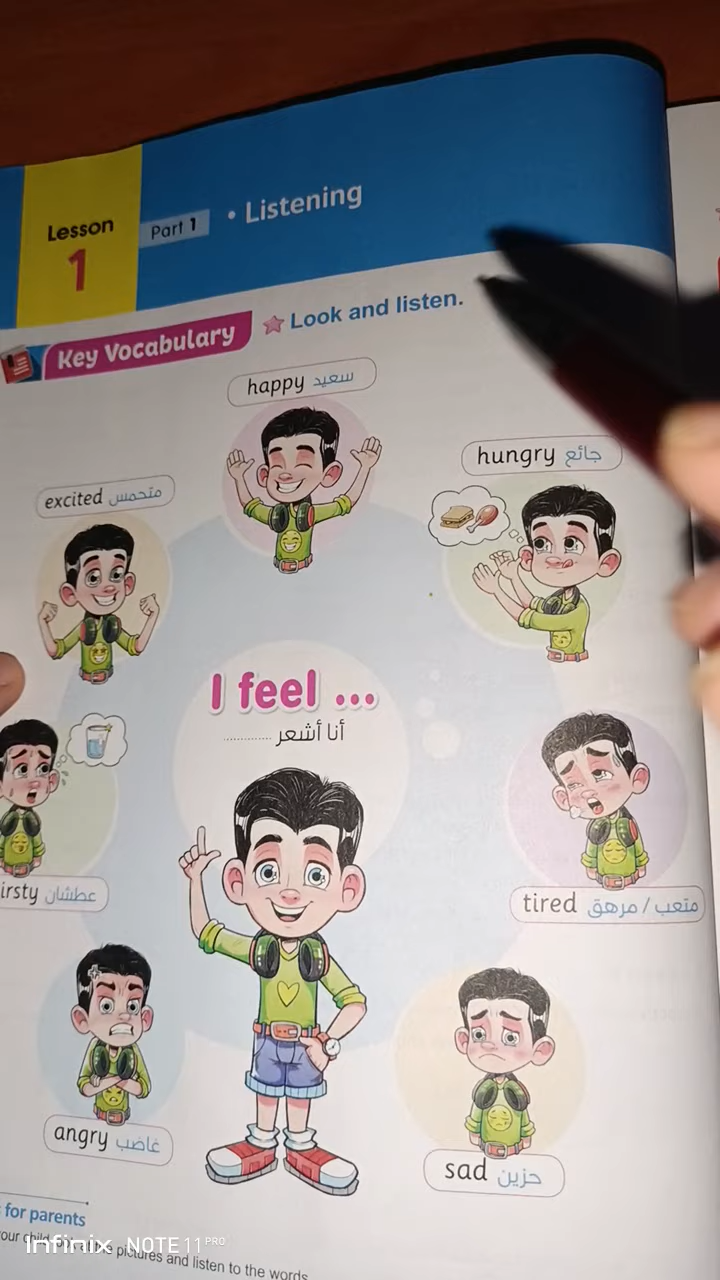 Lesson
1
Part 1
• Listening
Key Vocabulary
Look and listen.
happy سعيد
hungry جائع
excited متحمس
I feel ...
أنا أشعر .............
irsty عطشان
tired متعب / مرهق
angry غاضب
sad حزين
for parents
pictures and listen to the words
Infinix NOTE 11 PRO